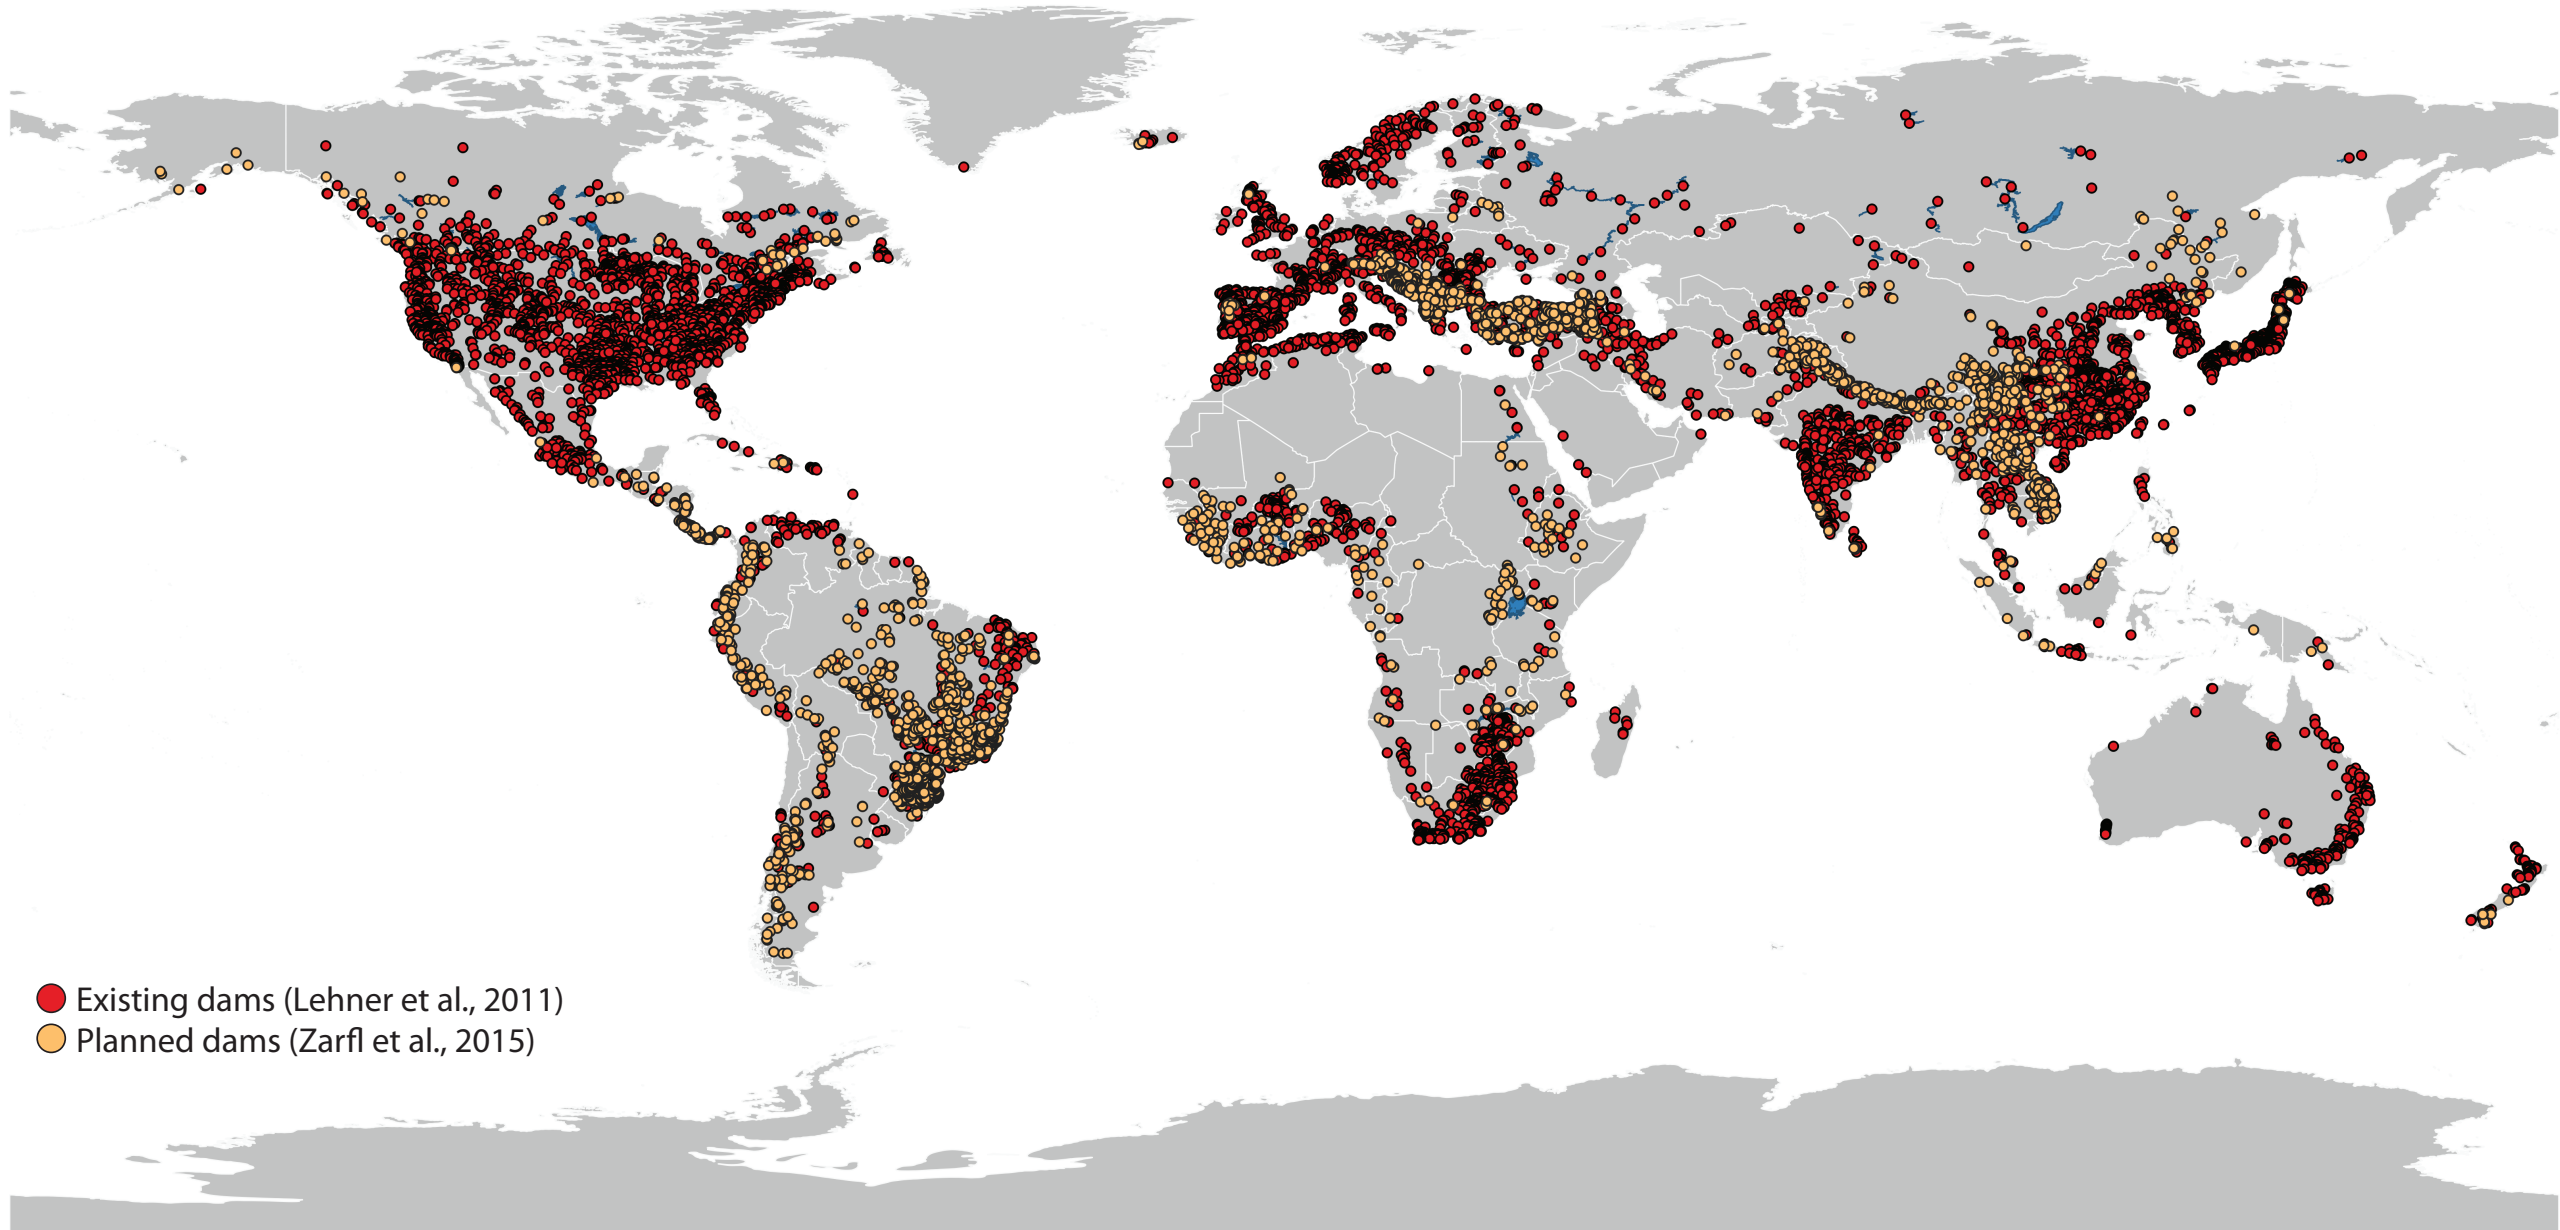 Existing dams (Lehner et al., 2011)
Planned dams (Zarfl et al., 2015)